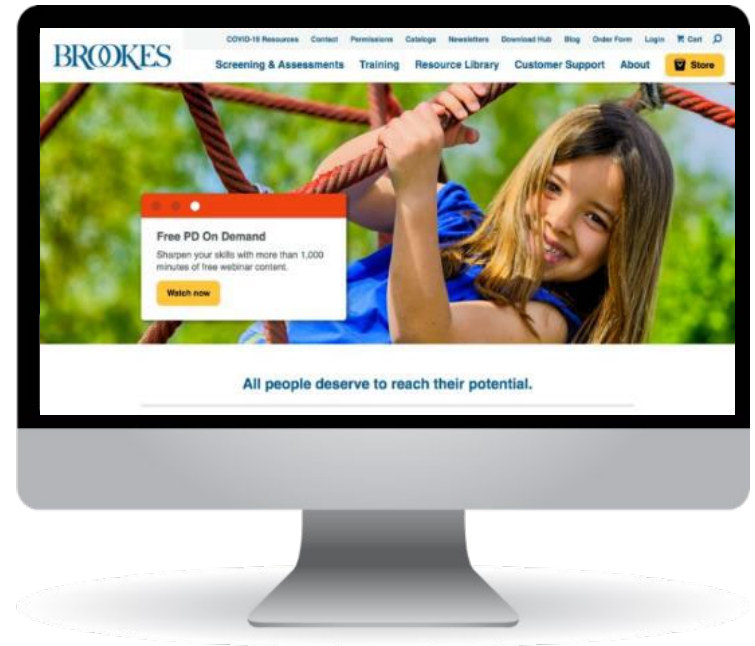 COVID-19 Resources Contact Permissions Catalogs Newsletters Download Hub Blog Order Form Login Cart
BROOKES
Screening & Assessments Training Resource Library Customer Support About Store
Free PD On Demand
Sharpen your skills with more than 1,000
minutes of free webinar content.
Watch now
All people deserve to reach their potential.